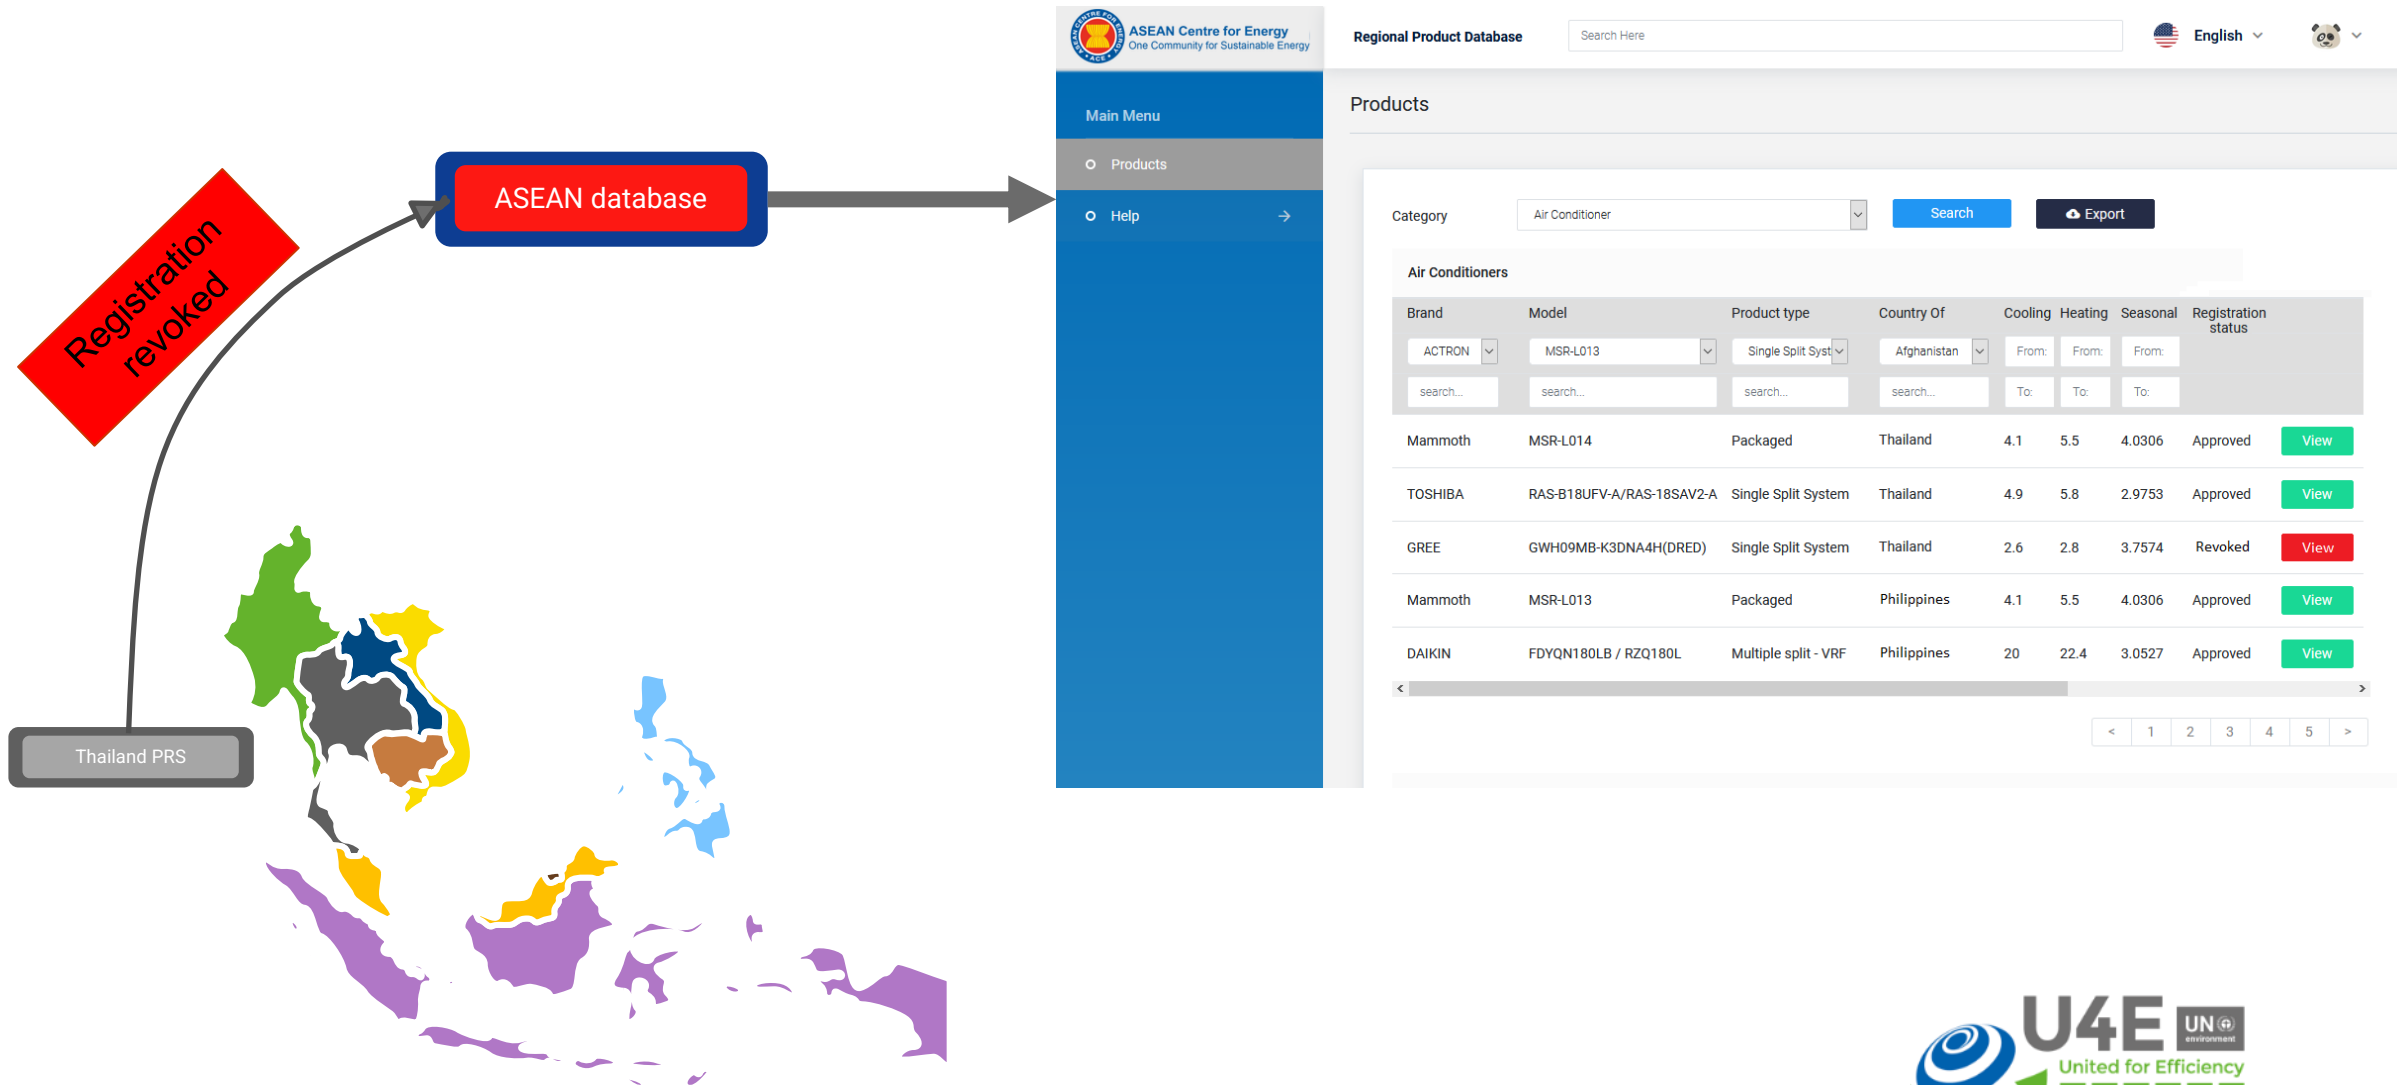 Registration
revoked
ASEAN database
Thailand PRS
CENTRE FOR ENERGY
ASEAN
ACE
ASEAN Centre for Energy
One Community for Sustainable Energy
Regional Product Database
Search Here
English
Main Menu
Products
Help
Products
Category
Air Conditioner
Search
Export
Air Conditioners
Brand Model Product type Country Of Cooling Heating Seasonal Registration
status
ACTRON MSR-L013 Single Split Syst Afghanistan From: From: From:
search... search... search... search... To: To: To:
Mammoth MSR-L014 Packaged Thailand 4.1 5.5 4.0306 Approved View
TOSHIBA RAS-B18UFV-A/RAS-18SAV2-A Single Split System Thailand 4.9 5.8 2.9753 Approved View
GREE GWH09MB-K3DNA4H(DRED) Single Split System Thailand 2.6 2.8 3.7574 Revoked View
Mammoth MSR-L013 Packaged Philippines 4.1 5.5 4.0306 Approved View
DAIKIN FDYQN180LB / RZQ180L Multiple split - VRF Philippines 20 22.4 3.0527 Approved View
< 1 2 3 4 5 >
U4E
UN
environment
United for Efficiency